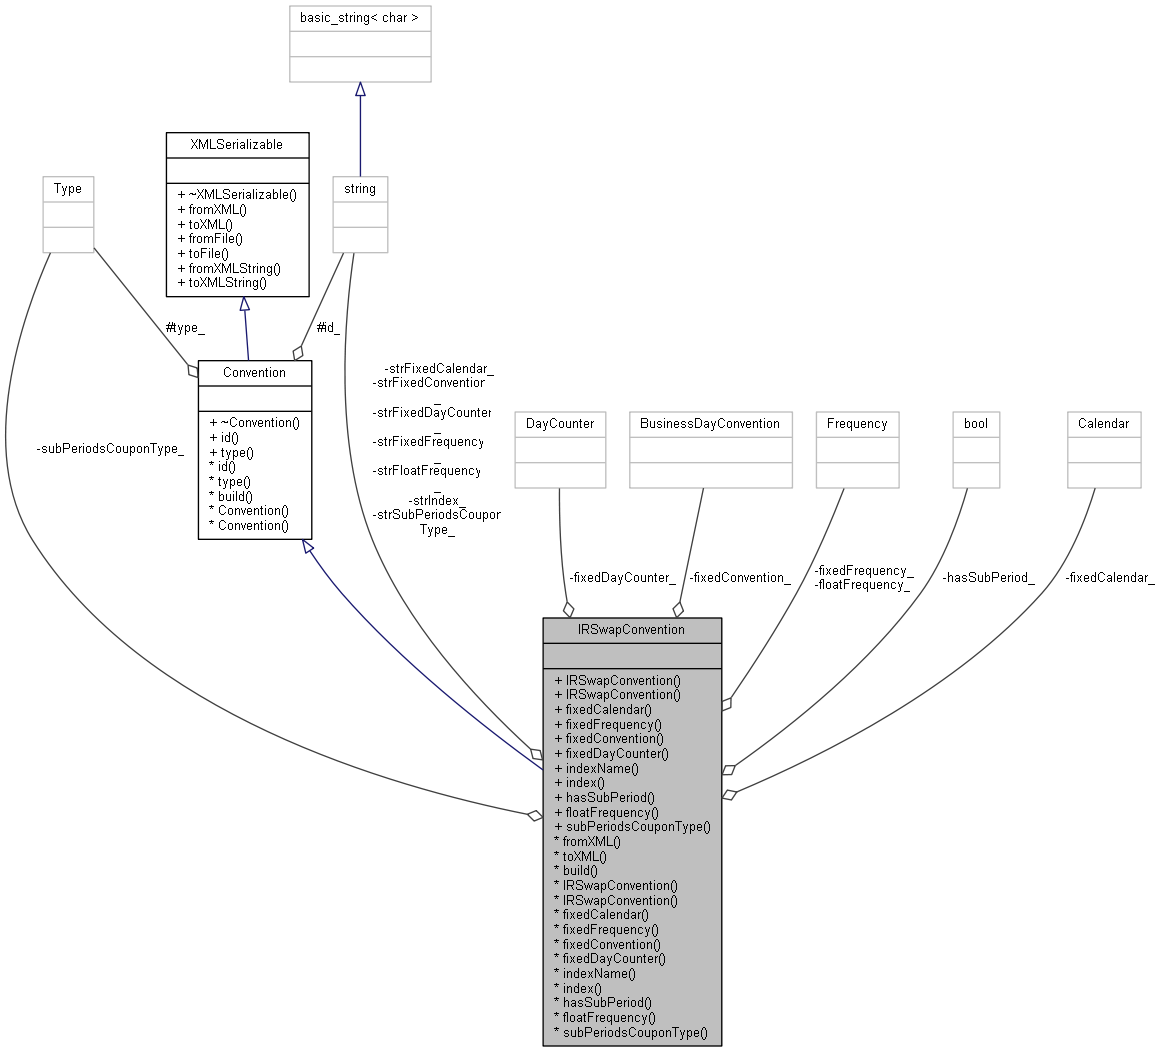 basic_string< char >
XMLSerializable
+ ~XMLSerializable()
+ fromXML()
+ toXML()
+ fromFile()
+ toFile()
+ fromXMLString()
+ toXMLString()
Type
string
#type_
#id_
Convention
+ ~Convention()
+ id()
+ type()
* id()
* type()
* build()
* Convention()
* Convention()
-subPeriodsCouponType_
-strFixedCalendar_
-strFixedConvention
_
-strFixedDayCounter
_
-strFixedFrequency
_
-strFloatFrequency
_
-strIndex_
-strSubPeriodsCoupon
Type_
DayCounter
BusinessDayConvention
Frequency
bool
Calendar
-fixedDayCounter_
-fixedConvention_
-fixedFrequency_
-floatFrequency_
-hasSubPeriod_
-fixedCalendar_
IRSwapConvention
+ IRSwapConvention()
+ IRSwapConvention()
+ fixedCalendar()
+ fixedFrequency()
+ fixedConvention()
+ fixedDayCounter()
+ indexName()
+ index()
+ hasSubPeriod()
+ floatFrequency()
+ subPeriodsCouponType()
* fromXML()
* toXML()
* build()
* IRSwapConvention()
* IRSwapConvention()
* fixedCalendar()
* fixedFrequency()
* fixedConvention()
* fixedDayCounter()
* indexName()
* index()
* hasSubPeriod()
* floatFrequency()
* subPeriodsCouponType()